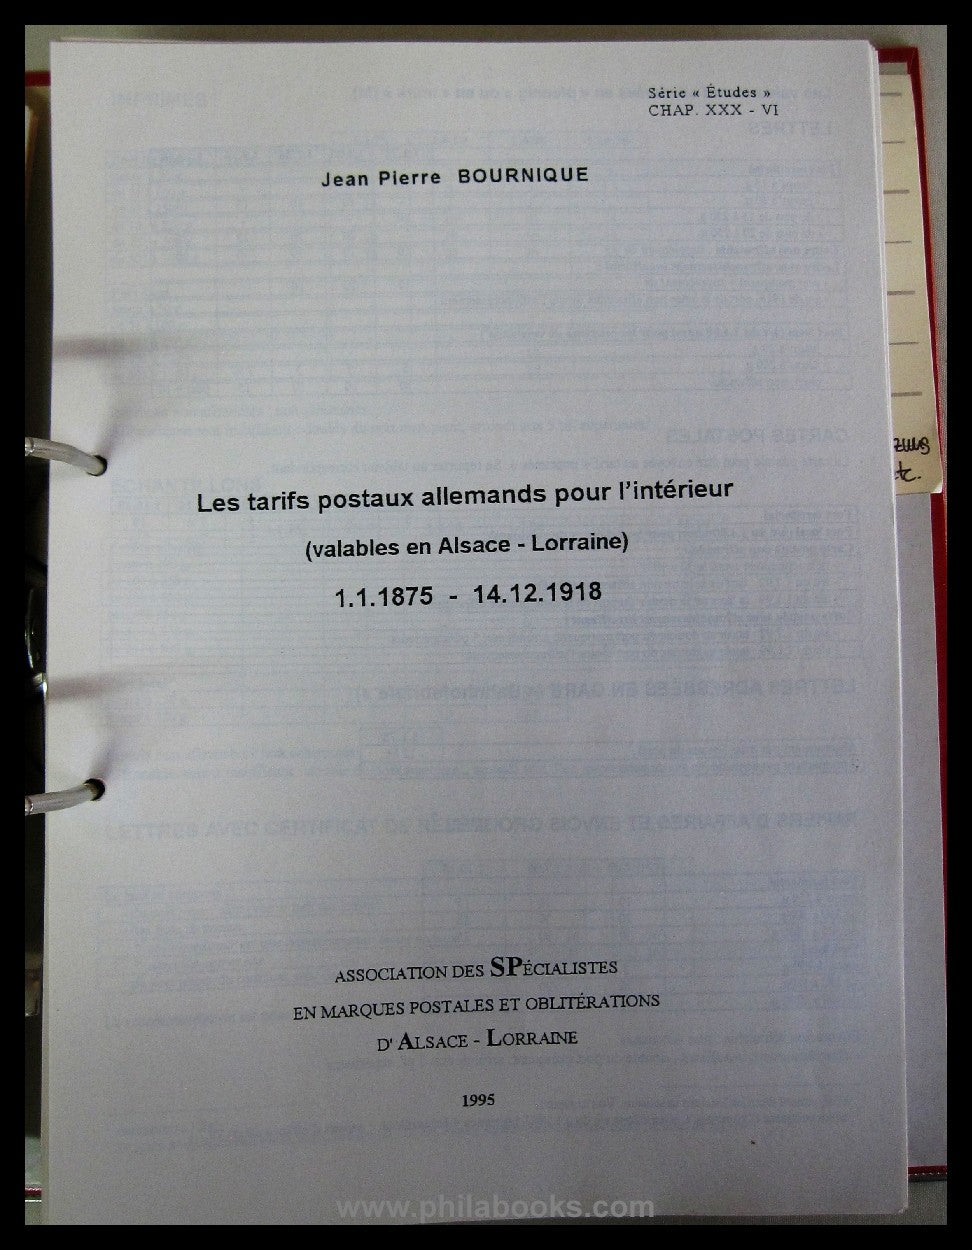 Série « Études »
CHAP. XXX - VI
Jean Pierre BOURNIQUE
Les tarifs postaux allemands pour l'intérieur
(valables en Alsace - Lorraine)
1.1.1875 - 14.12.1918
ASSOCIATION DES SPÉCIALISTES
EN MARQUES POSTALES ET OBLITÉRATIONS
D' ALSACE - LORRAINE
1995
www.philabooks.com